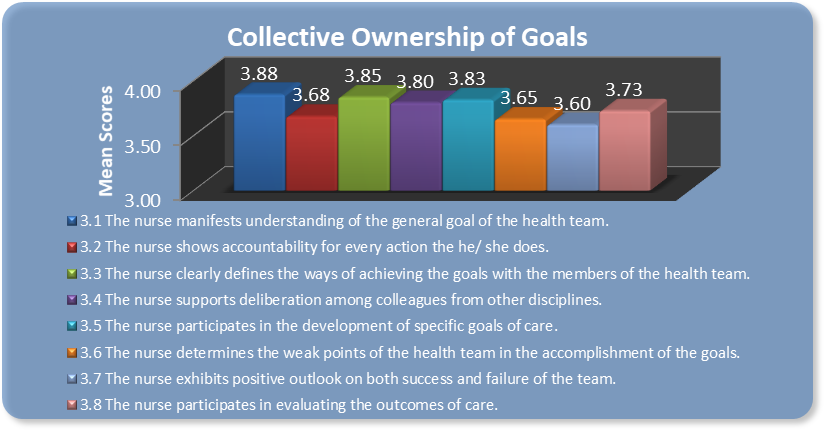 Collective Ownership of Goals
3.88
3.68
3.85
3.80
3.83
3.65
3.60
3.73
4.00
3.50
3.00
Mean Scores
3.1 The nurse manifests understanding of the general goal of the health team.
3.2 The nurse shows accountability for every action the he/ she does.
3.3 The nurse clearly defines the ways of achieving the goals with the members of the health team.
3.4 The nurse supports deliberation among colleagues from other disciplines.
3.5 The nurse participates in the development of specific goals of care.
3.6 The nurse determines the weak points of the health team in the accomplishment of the goals.
3.7 The nurse exhibits positive outlook on both success and failure of the team.
3.8 The nurse participates in evaluating the outcomes of care.